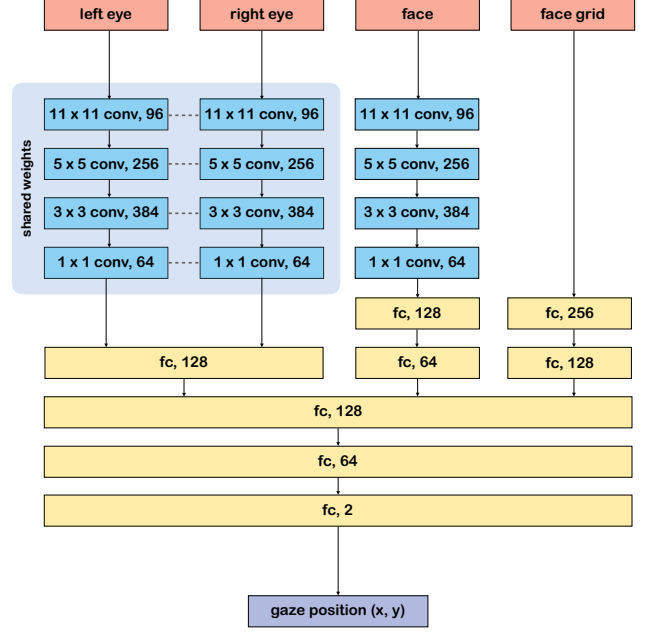 left eye
right eye
face
face grid
shared weights
11 x 11 conv, 96
11 x 11 conv, 96
11 x 11 conv, 96
5 x 5 conv, 256
5 x 5 conv, 256
5 x 5 conv, 256
3 x 3 conv, 384
3 x 3 conv, 384
3 x 3 conv, 384
1 x 1 conv, 64
1 x 1 conv, 64
1 x 1 conv, 64
fc, 128
fc, 256
fc, 128
fc, 64
fc, 128
fc, 128
fc, 64
fc, 2
gaze position (x, y)